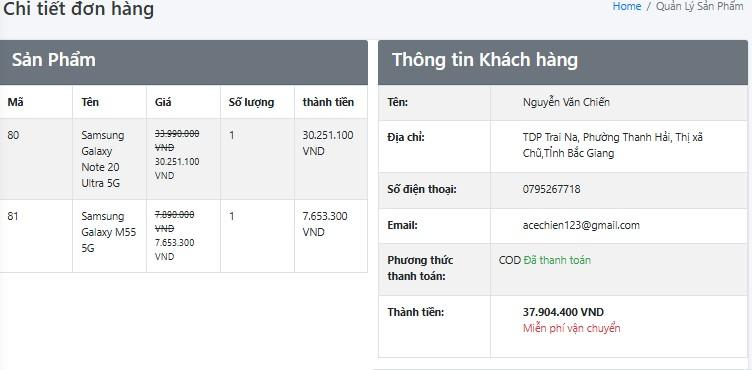 Chi tiết đơn hàng
Home / Quản Lý Sản Phẩm
Sản Phẩm
Mã Tên Giá Số lượng thành tiền
80 Samsung 33.990.000 1 30.251.100
Galaxy VND VND
Note 20 30.251.100
Ultra 5G VND
81 Samsung 7.890.000 1 7.653.300
Galaxy M55 VND VND
5G 7.653.300
VND
Thông tin Khách hàng
Tên: Nguyễn Văn Chiến
Địa chỉ: TDP Trai Na, Phường Thanh Hải, Thị xã
Chũ,TỈnh Bắc Giang
Số điện thoại: 0795267718
Email: acechien123@gmail.com
Phương thức COD Đã thanh toán
thanh toán:
Thành tiền: 37.904.400 VND
Miễn phí vận chuyển